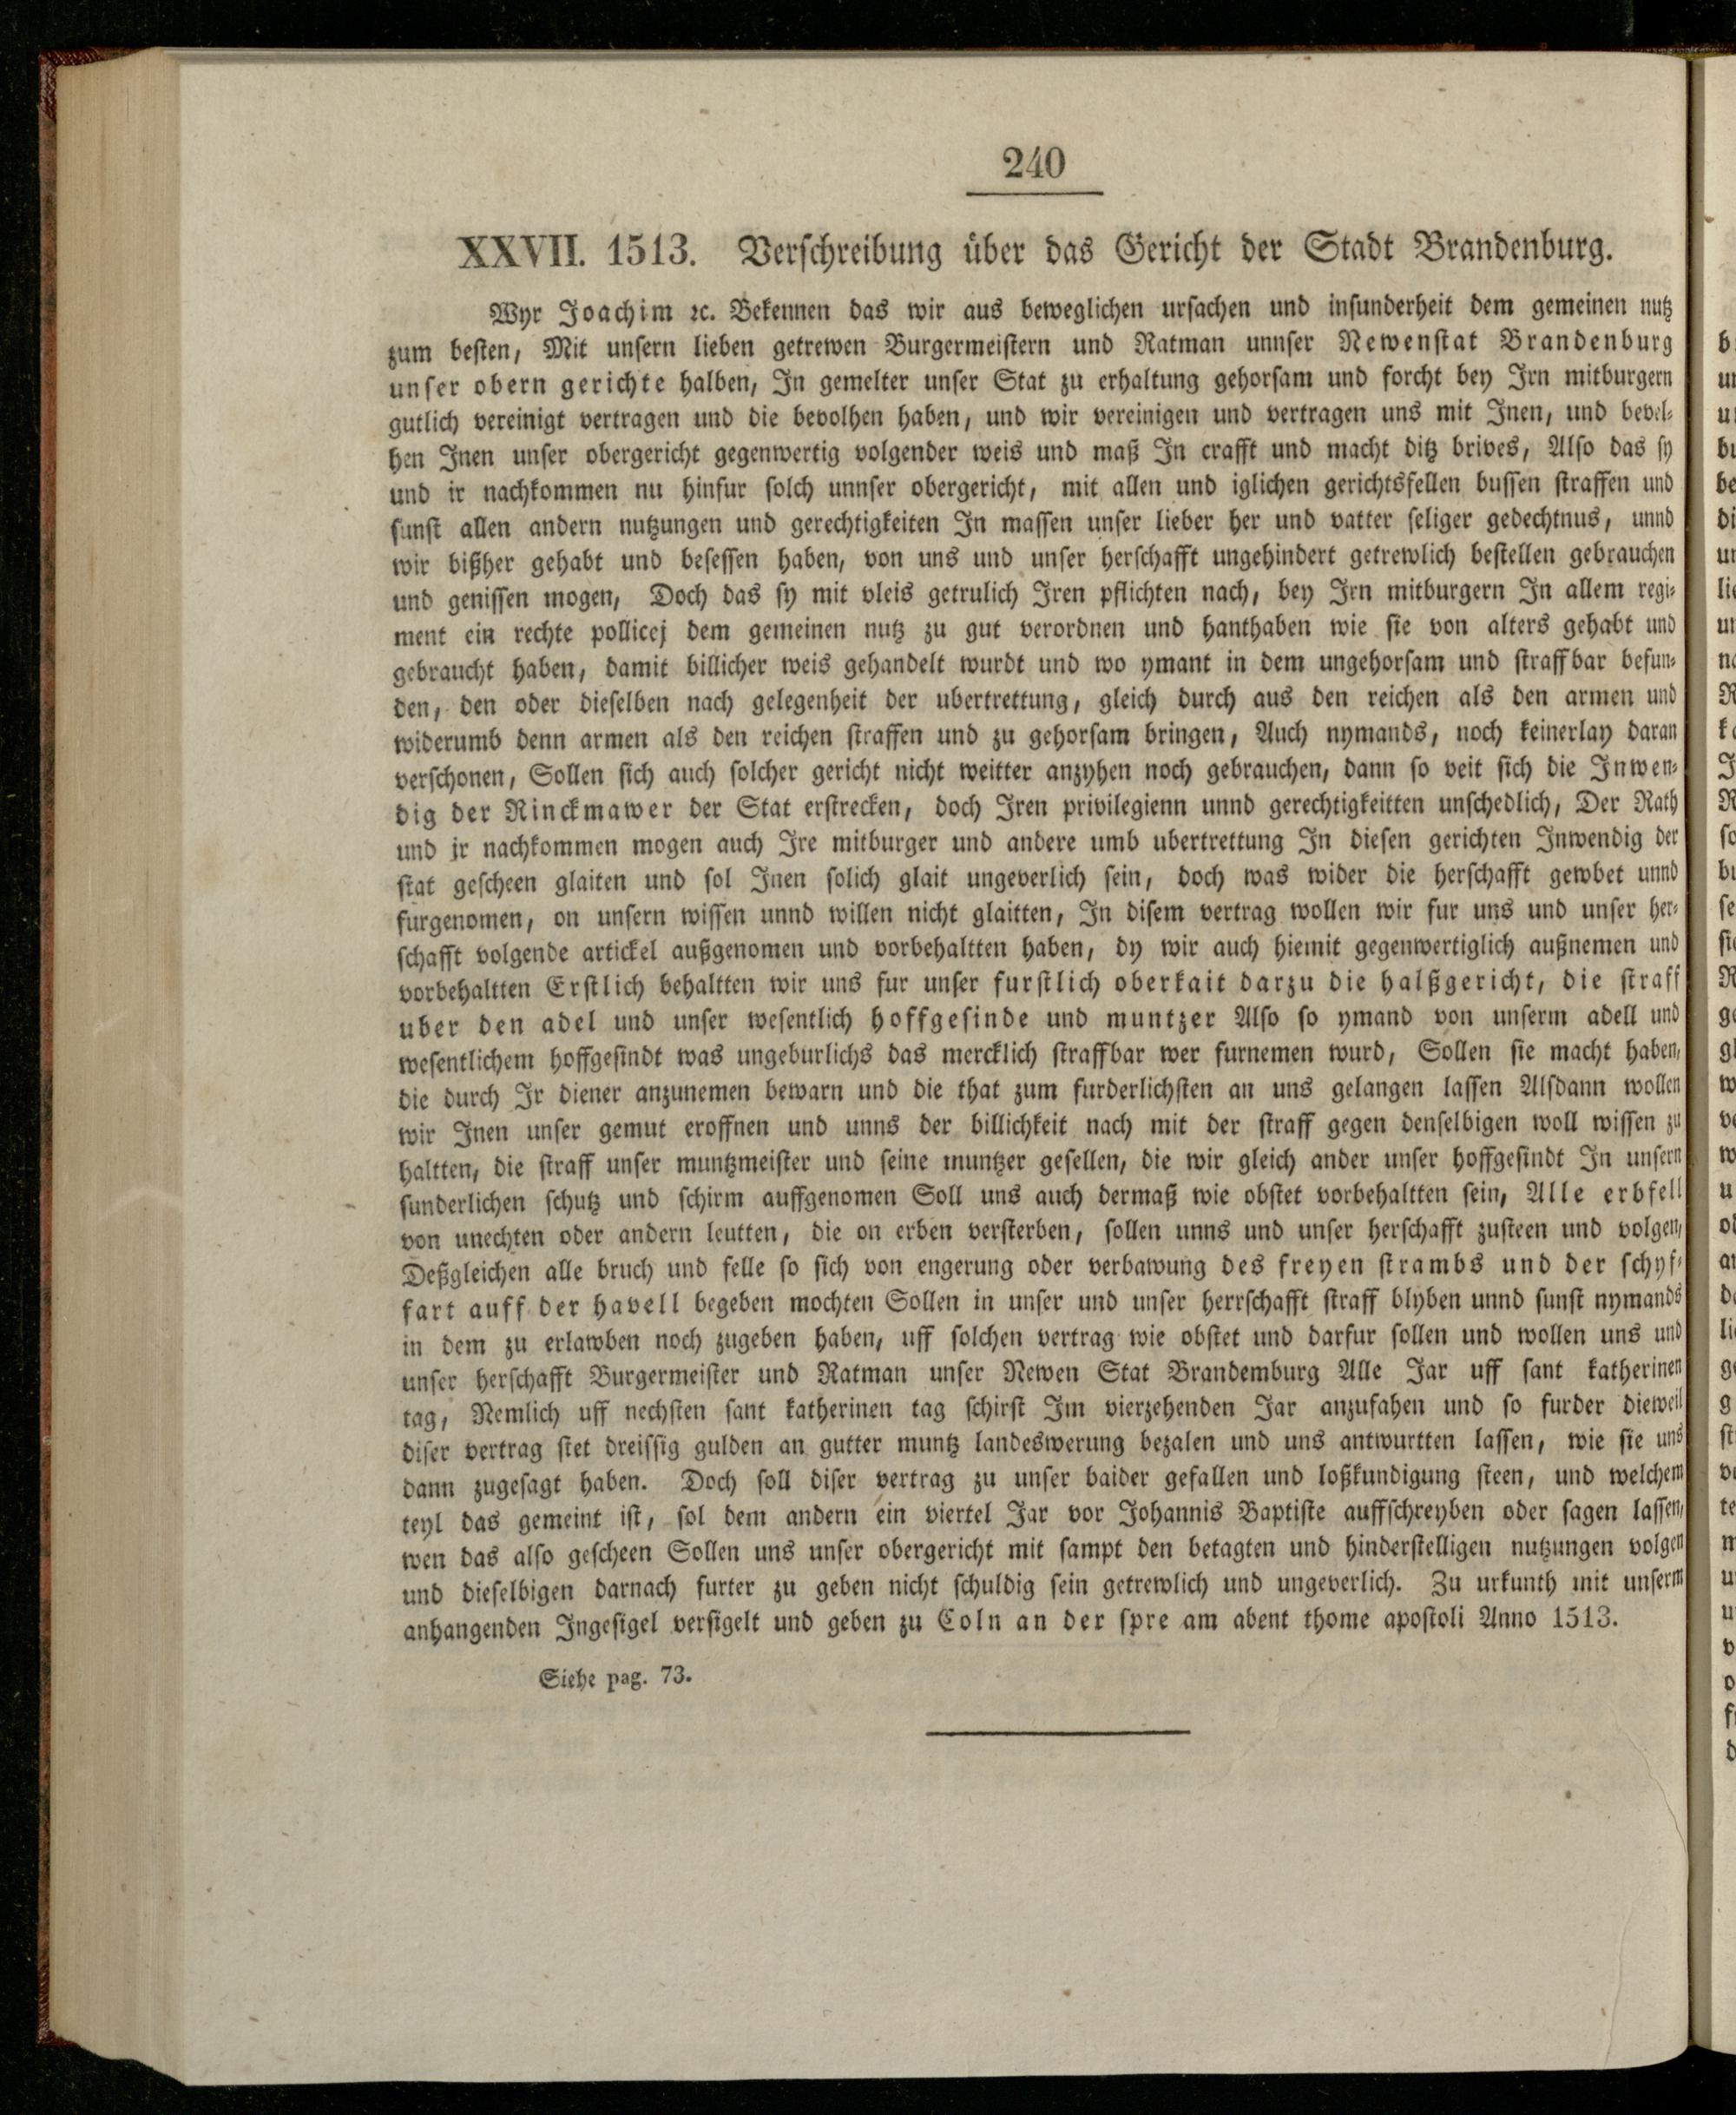 240
XXVII. 1513. Verschreibung über das Gericht der Stadt Brandenburg.
Wyr Joachim ꝛc. Bekennen das wir aus beweglichen ursachen und insunderheit dem gemeinen nutz
zum besten, Mit unsern lieben getrewen Burgermeistern und Ratman unnser Newenstat Brandenburg
unser obern gerichte halben, In gemelter unser Stat zu erhaltung gehorsam und forcht bey Irn mitburgern
gutlich vereinigt vertragen und die bevolhen haben, und wir vereinigen und vertragen uns mit Inen, und bevel-
hen Inen unser obergericht gegenwertig volgender weis und maß In crafft und macht ditz brives, Also das sy
und ir nachkommen nu hinfur solch unnser obergericht, mit allen und iglichen gerichtsfellen bussen straffen und
sunst allen andern nutzungen und gerechtigkeiten In massen unser lieber her und vatter seliger gedechtnus, unnd
wir bißher gehabt und besessen haben, von uns und unser herschafft ungehindert getrewlich bestellen gebrauchen
und genissen mogen, Doch das sy mit vleis getrulich Iren pflichten nach, bey Irn mitburgern In allem regi-
ment ein rechte pollicej dem gemeinen nutz zu gut verordnen und hanthaben wie sie von alters gehabt und
gebraucht haben, damit billicher weis gehandelt wurdt und wo ymant in dem ungehorsam und straffbar befun-
den, den oder dieselben nach gelegenheit der ubertrettung, gleich durch aus den reichen als den armen und
widerumb denn armen als den reichen straffen und zu gehorsam bringen, Auch nymands, noch keinerlay daran
verschonen, Sollen sich auch solcher gericht nicht weitter anzyhen noch gebrauchen, dann so veit sich die Inwen-
dig der Rinckmawer der Stat erstrecken, doch Iren privilegienn unnd gerechtigkeitten unschedlich, Der Rath
und jr nachkommen mogen auch Ire mitburger und andere umb ubertrettung In diesen gerichten Inwendig der
stat gescheen glaiten und sol Inen solich glait ungeverlich sein, doch was wider die herschafft gewbet unnd
furgenomen, on unsern wissen unnd willen nicht glaitten, In disem vertrag wollen wir fur uns und unser her-
schafft volgende artickel außgenomen und vorbehaltten haben, dy wir auch hiemit gegenwertiglich außnemen und
vorbehaltten Erstlich behaltten wir uns fur unser furstlich oberkait darzu die halßgericht, die straff
uber den adel und unser wesentlich hoffgesinde und muntzer Also so ymand von unserm adell und
wesentlichem hoffgesindt was ungeburlichs das mercklich straffbar wer furnemen wurd, Sollen sie macht haben,
die durch Ir diener anzunemen bewarn und die that zum furderlichsten an uns gelangen lassen Alsdann wollen
wir Inen unser gemut eroffnen und unns der billichkeit nach mit der straff gegen denselbigen woll wissen zu
haltten, die straff unser muntzmeister und seine muntzer gesellen, die wir gleich ander unser hoffgesindt In unsern
sunderlichen schutz und schirm auffgenomen Soll uns auch dermaß wie obstet vorbehaltten sein, Alle erbfell
von unechten oder andern leutten, die on erben versterben, sollen unns und unser herschafft zusteen und volgen,
Deßgleichen alle bruch und felle so sich von engerung oder verbawung des freyen strambs und der schyf-
fart auff der havell begeben mochten Sollen in unser und unser herrschafft straff blyben unnd sunst nymands
in dem zu erlawben noch zugeben haben, uff solchen vertrag wie obstet und darfur sollen und wollen uns und
unser herschafft Burgermeister und Ratman unser Newen Stat Brandemburg Alle Jar uff sant katherinen
tag, Nemlich uff nechsten sant katherinen tag schirst Im vierzehenden Jar anzufahen und so furder dieweil
diser vertrag stet dreissig gulden an gutter muntz landeswerung bezalen und uns antwurtten lassen, wie sie uns
dann zugesagt haben. Doch soll diser vertrag zu unser baider gefallen und loßkundigung steen, und welchem
teyl das gemeint ist, sol dem andern ein viertel Jar vor Johannis Baptiste auffschreyben oder sagen lassen,
wen das also gescheen Sollen uns unser obergericht mit sampt den betagten und hinderstelligen nutzungen volgen
und dieselbigen darnach furter zu geben nicht schuldig sein getrewlich und ungeverlich. Zu urkunth mit unserm
anhangenden Ingesigel versigelt und geben zu Coln an der spre am abent thome apostoli Anno 1513.
Siehe pag. 73.